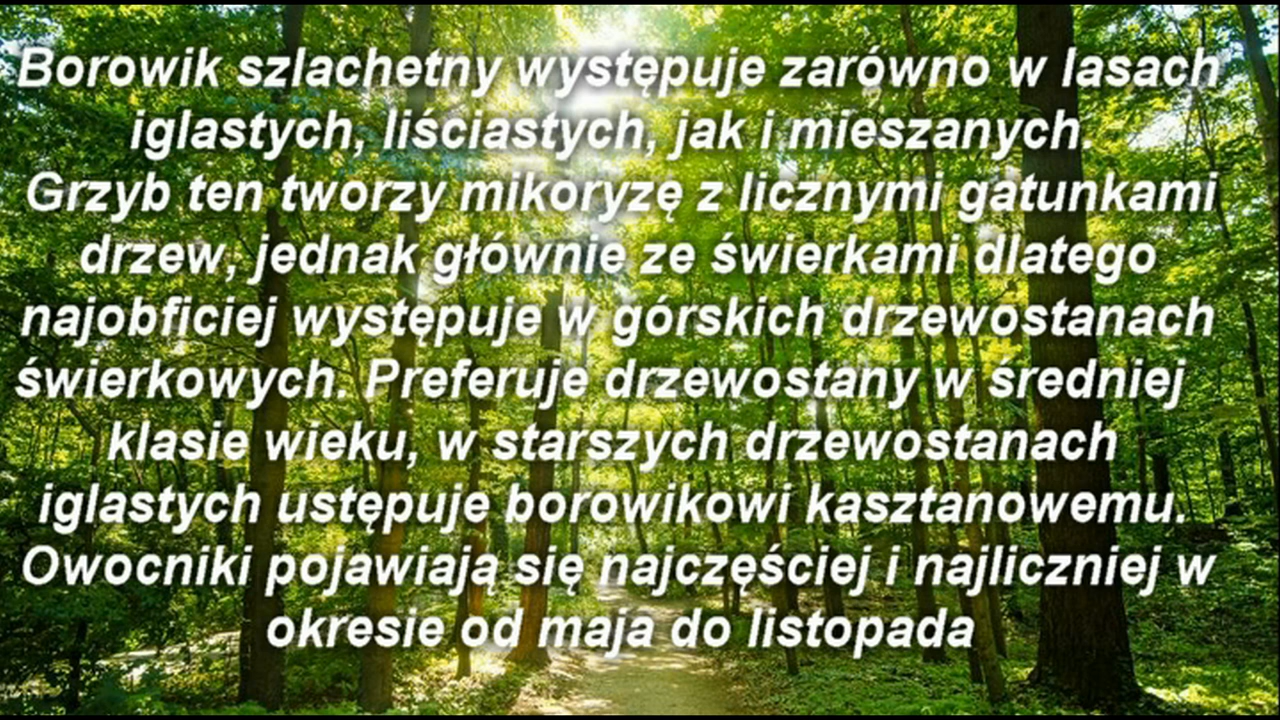 Borowik szlachetny występuje zarówno w lasach
iglastych, liściastych, jak i mieszanych.
Grzyb ten tworzy mikoryzę z licznymi gatunkami
drzew, jednak głównie ze świerkami dlatego
najobficiej występuje w górskich drzewostanach
świerkowych. Preferuje drzewostany w średniej
klasie wieku, w starszych drzewostanach
iglastych ustępuje borowikowi kasztanowemu.
Owocniki pojawiają się najczęściej i najliczniej w
okresie od maja do listopada